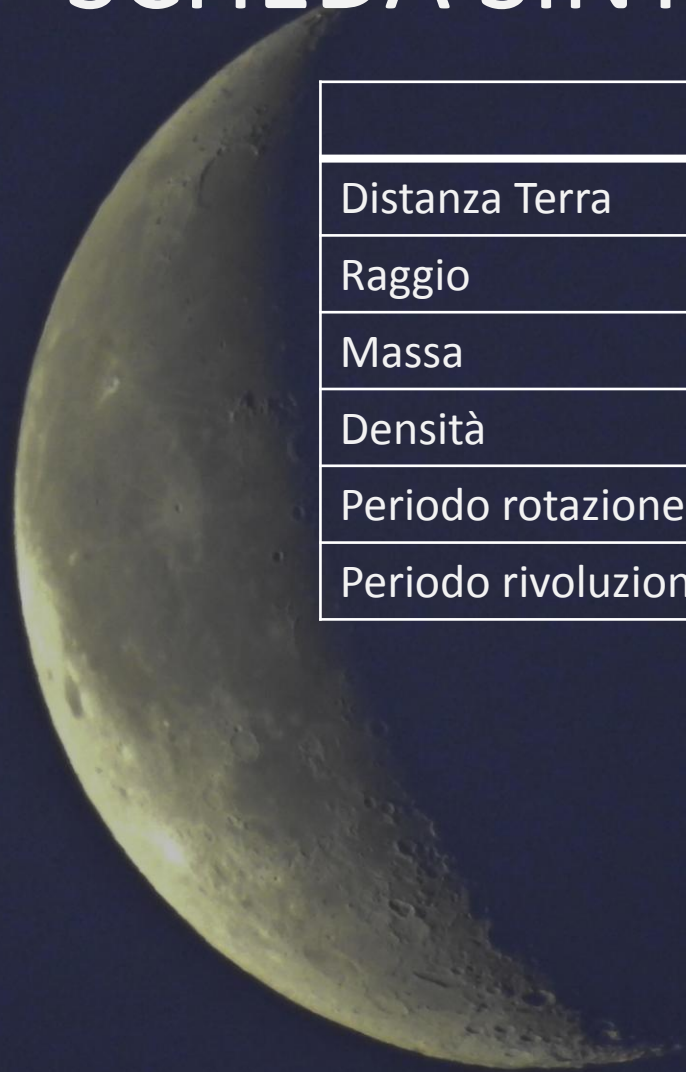 Distanza Terra
Raggio
Massa
Densità
Periodo rotazione